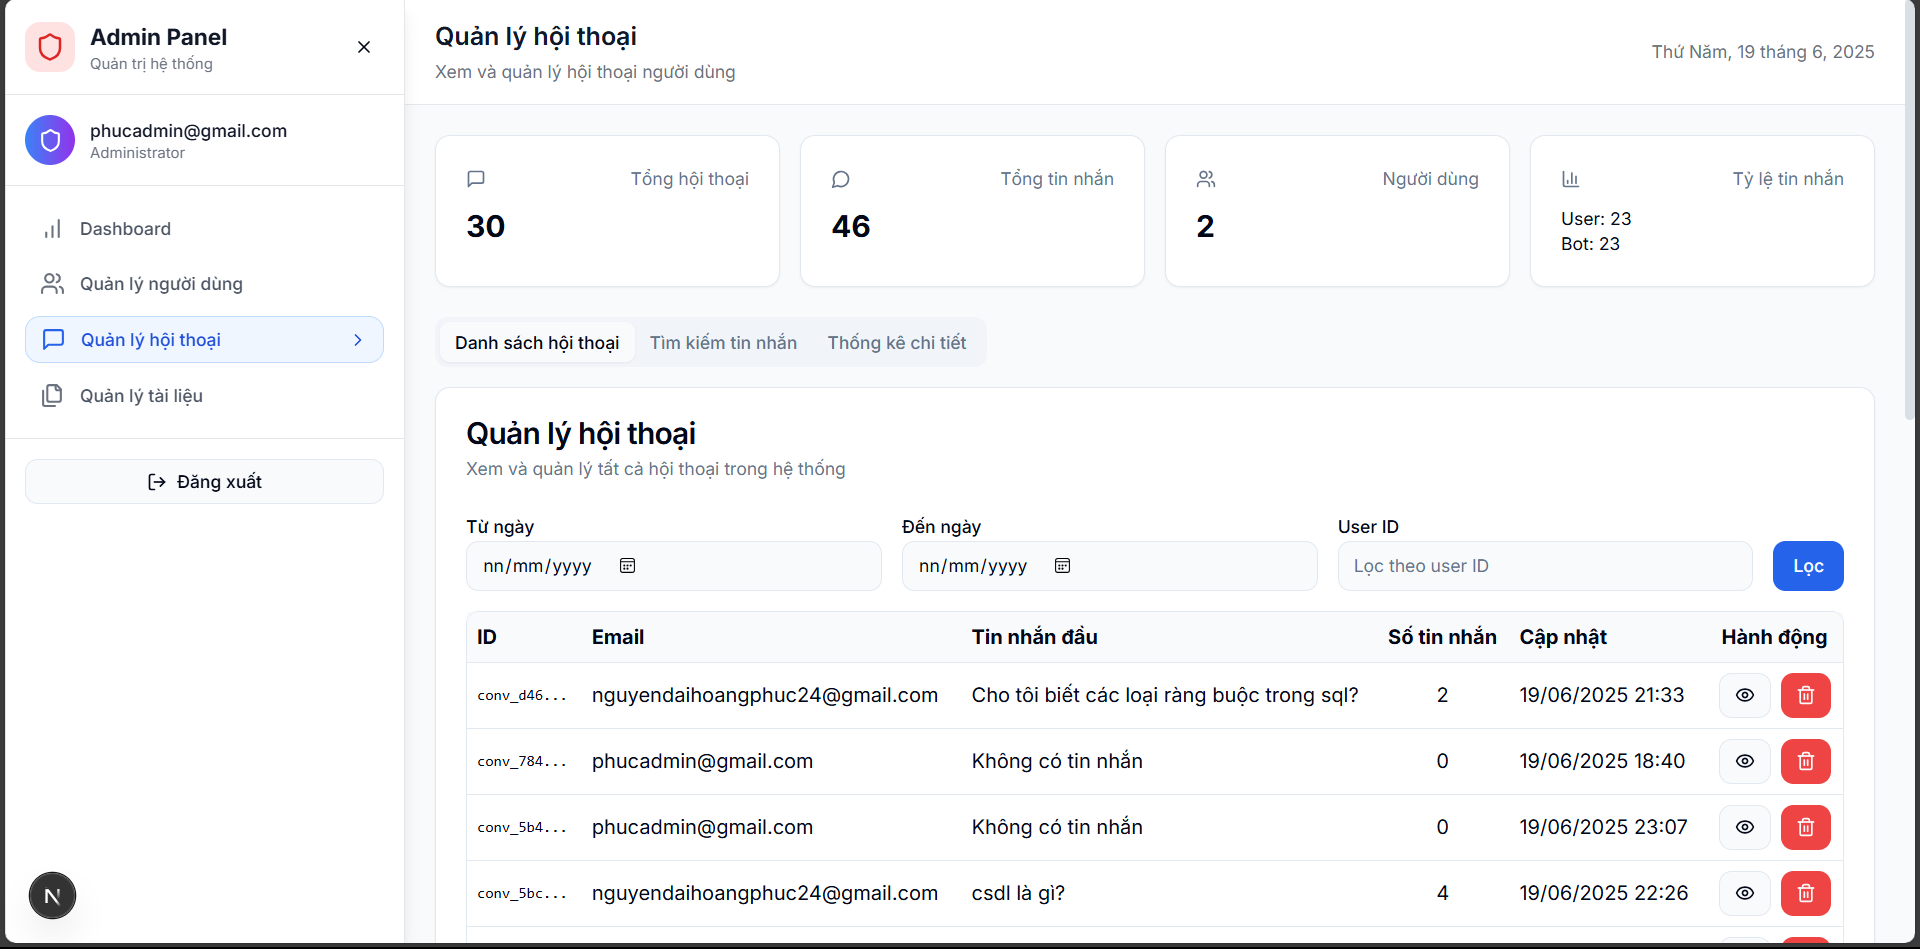 Admin Panel
Quản trị hệ thống
phucadmin@gmail.com
Administrator
Dashboard
Quản lý người dùng
Quản lý hội thoại
Quản lý tài liệu
Đăng xuất
N
Quản lý hội thoại
Xem và quản lý hội thoại người dùng
Thứ Năm, 19 tháng 6, 2025
Tổng hội thoại
30
Tổng tin nhắn
46
Người dùng
2
Tỷ lệ tin nhắn
User: 23
Bot: 23
Danh sách hội thoại Tìm kiếm tin nhắn Thống kê chi tiết
Quản lý hội thoại
Xem và quản lý tất cả hội thoại trong hệ thống
Từ ngày Đến ngày User ID
nn/mm/yyyy nn/mm/yyyy Lọc theo user ID Lọc
ID Email Tin nhắn đầu Số tin nhắn Cập nhật Hành động
conv_d46... nguyendaihoangphuc24@gmail.com Cho tôi biết các loại ràng buộc trong sql? 2 19/06/2025 21:33
conv_784... phucadmin@gmail.com Không có tin nhắn 0 19/06/2025 18:40
conv_5b4... phucadmin@gmail.com Không có tin nhắn 0 19/06/2025 23:07
conv_5bc... nguyendaihoangphuc24@gmail.com csdl là gì? 4 19/06/2025 22:26